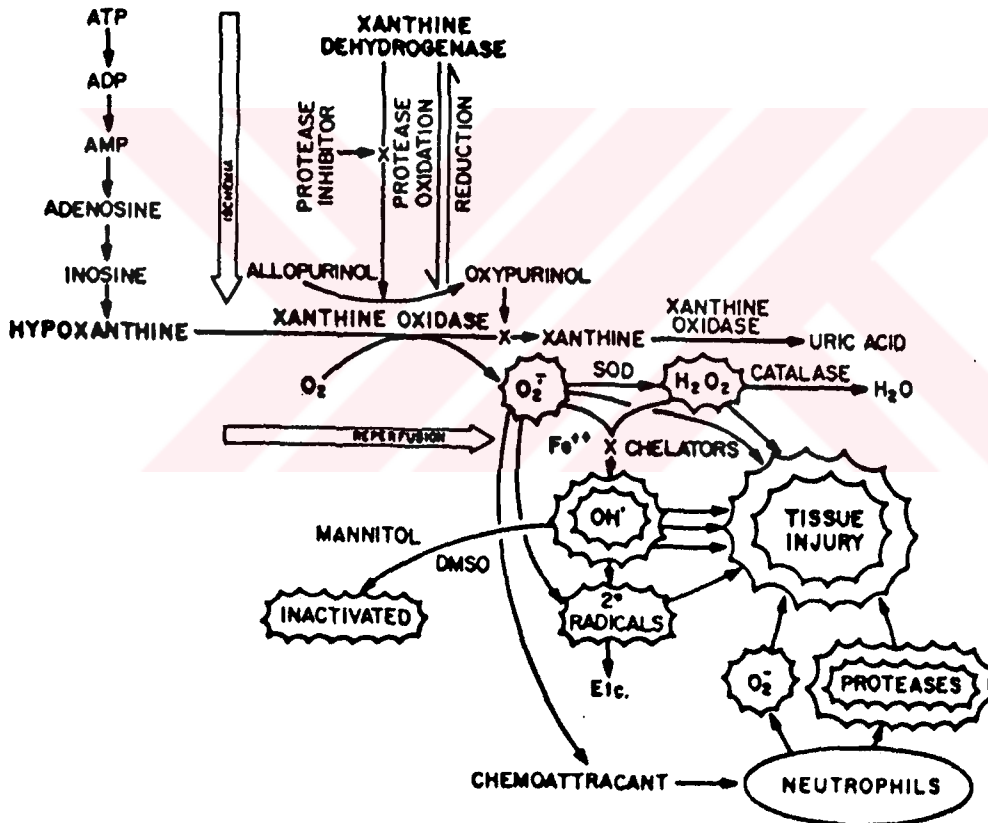 ATP
ADP
AMP
ADENOSINE
INOSINE
HYPOXANTHINE
ISCHEMIA
XANTHINE
DEHYDROGENASE
PROTEASE
INHIBITOR
X
PROTEASE
OXIDATION
REDUCTION
ALLOPURINOL
OXYPURINOL
XANTHINE OXIDASE
X
XANTHINE
XANTHINE
OXIDASE
URIC ACID
O₂
O₂⁻
SOD
H₂O₂
CATALASE
H₂O
REPERFUSION
Fe⁺⁺
X CHELATORS
OH·
TISSUE
INJURY
MANNITOL
DMSO
INACTIVATED
2°
RADICALS
Etc.
O₂⁻
PROTEASES
CHEMOATTRACANT
NEUTROPHILS